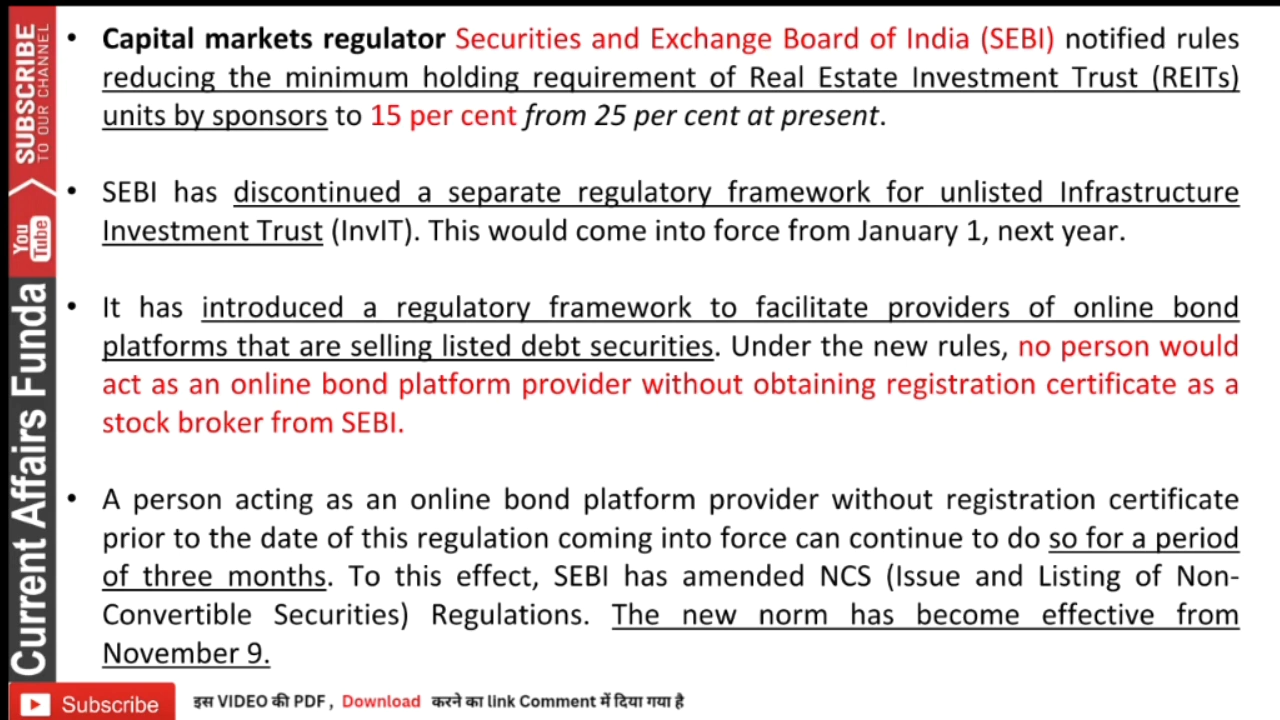 • Capital markets regulator Securities and Exchange Board of India (SEBI) notified rules
reducing the minimum holding requirement of Real Estate Investment Trust (REITs)
units by sponsors to 15 per cent from 25 per cent at present.
• SEBI has discontinued a separate regulatory framework for unlisted Infrastructure
Investment Trust (InvIT). This would come into force from January 1, next year.
• It has introduced a regulatory framework to facilitate providers of online bond
platforms that are selling listed debt securities. Under the new rules, no person would
act as an online bond platform provider without obtaining registration certificate as a
stock broker from SEBI.
• A person acting as an online bond platform provider without registration certificate
prior to the date of this regulation coming into force can continue to do so for a period
of three months. To this effect, SEBI has amended NCS (Issue and Listing of Non-
Convertible Securities) Regulations. The new norm has become effective from
November 9.
SUBSCRIBE
TO OUR CHANNEL
You
Tube
Current Affairs Funda
Subscribe
इस VIDEO की PDF , Download करने का link Comment में दिया गया है